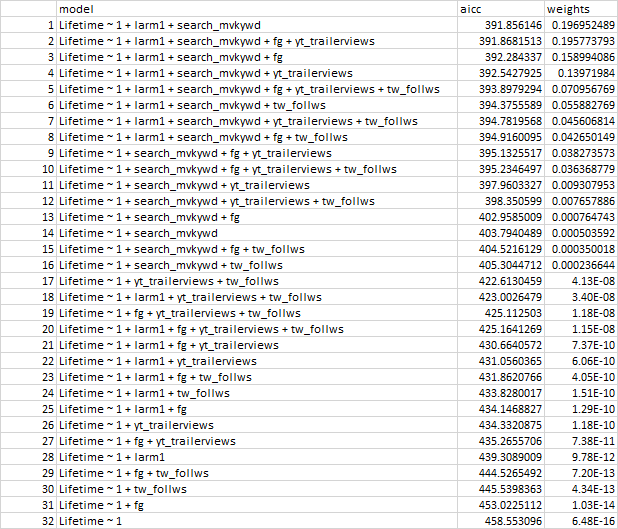 model aicc weights
1 Lifetime ~ 1 + larm1 + search_mvkywd 391.856146 0.196952489
2 Lifetime ~ 1 + larm1 + search_mvkywd + fg + yt_trailerviews 391.8681513 0.195773793
3 Lifetime ~ 1 + larm1 + search_mvkywd + fg 392.284337 0.158994086
4 Lifetime ~ 1 + larm1 + search_mvkywd + yt_trailerviews 392.5427925 0.13971984
5 Lifetime ~ 1 + larm1 + search_mvkywd + fg + yt_trailerviews + tw_follws 393.8979294 0.070956769
6 Lifetime ~ 1 + larm1 + search_mvkywd + tw_follws 394.3755589 0.055882769
7 Lifetime ~ 1 + larm1 + search_mvkywd + yt_trailerviews + tw_follws 394.7819568 0.045606814
8 Lifetime ~ 1 + larm1 + search_mvkywd + fg + tw_follws 394.9160095 0.042650149
9 Lifetime ~ 1 + search_mvkywd + fg + yt_trailerviews 395.1325517 0.038273573
10 Lifetime ~ 1 + search_mvkywd + fg + yt_trailerviews + tw_follws 395.2346497 0.036368779
11 Lifetime ~ 1 + search_mvkywd + yt_trailerviews 397.9603327 0.009307953
12 Lifetime ~ 1 + search_mvkywd + yt_trailerviews + tw_follws 398.350599 0.007657886
13 Lifetime ~ 1 + search_mvkywd + fg 402.9585009 0.000764743
14 Lifetime ~ 1 + search_mvkywd 403.7940489 0.000503592
15 Lifetime ~ 1 + search_mvkywd + fg + tw_follws 404.5216129 0.000350018
16 Lifetime ~ 1 + search_mvkywd + tw_follws 405.3044712 0.000236644
17 Lifetime ~ 1 + yt_trailerviews + tw_follws 422.6130459 4.13E-08
18 Lifetime ~ 1 + larm1 + yt_trailerviews + tw_follws 423.0026479 3.40E-08
19 Lifetime ~ 1 + fg + yt_trailerviews + tw_follws 425.112503 1.18E-08
20 Lifetime ~ 1 + larm1 + fg + yt_trailerviews + tw_follws 425.1641269 1.15E-08
21 Lifetime ~ 1 + larm1 + fg + yt_trailerviews 430.6640572 7.37E-10
22 Lifetime ~ 1 + larm1 + yt_trailerviews 431.0560365 6.06E-10
23 Lifetime ~ 1 + larm1 + fg + tw_follws 431.8620766 4.05E-10
24 Lifetime ~ 1 + larm1 + tw_follws 433.8280017 1.51E-10
25 Lifetime ~ 1 + larm1 + fg 434.1468827 1.29E-10
26 Lifetime ~ 1 + yt_trailerviews 434.3320875 1.18E-10
27 Lifetime ~ 1 + fg + yt_trailerviews 435.2655706 7.38E-11
28 Lifetime ~ 1 + larm1 439.3089009 9.78E-12
29 Lifetime ~ 1 + fg + tw_follws 444.5265492 7.20E-13
30 Lifetime ~ 1 + tw_follws 445.5398363 4.34E-13
31 Lifetime ~ 1 + fg 453.0225112 1.03E-14
32 Lifetime ~ 1 458.553096 6.48E-16